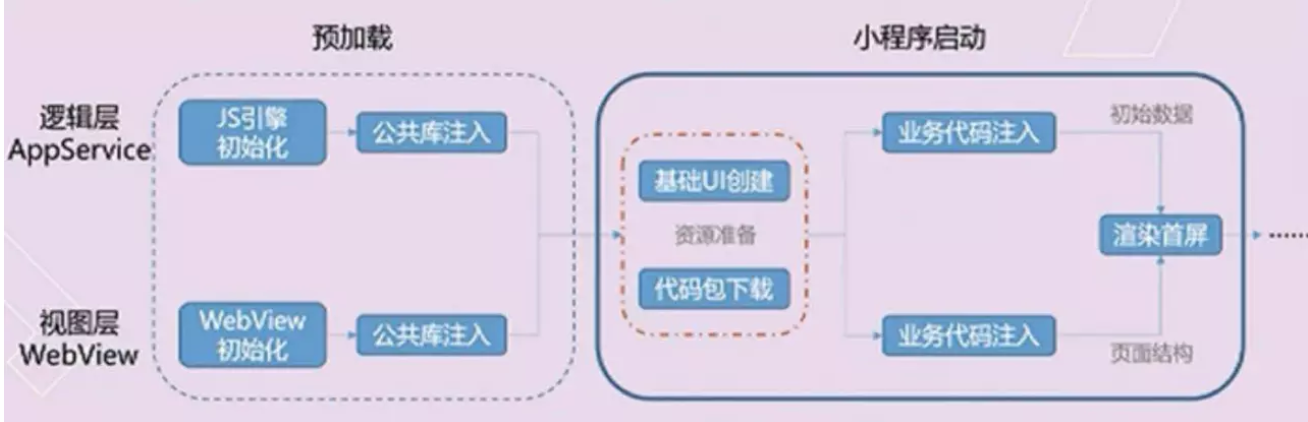 预加载
小程序启动
逻辑层
AppService
JS引擎
初始化
公共库注入
业务代码注入
初始数据
基础UI创建
资源准备
代码包下载
渲染首屏
......
视图层
WebView
WebView
初始化
公共库注入
业务代码注入
页面结构